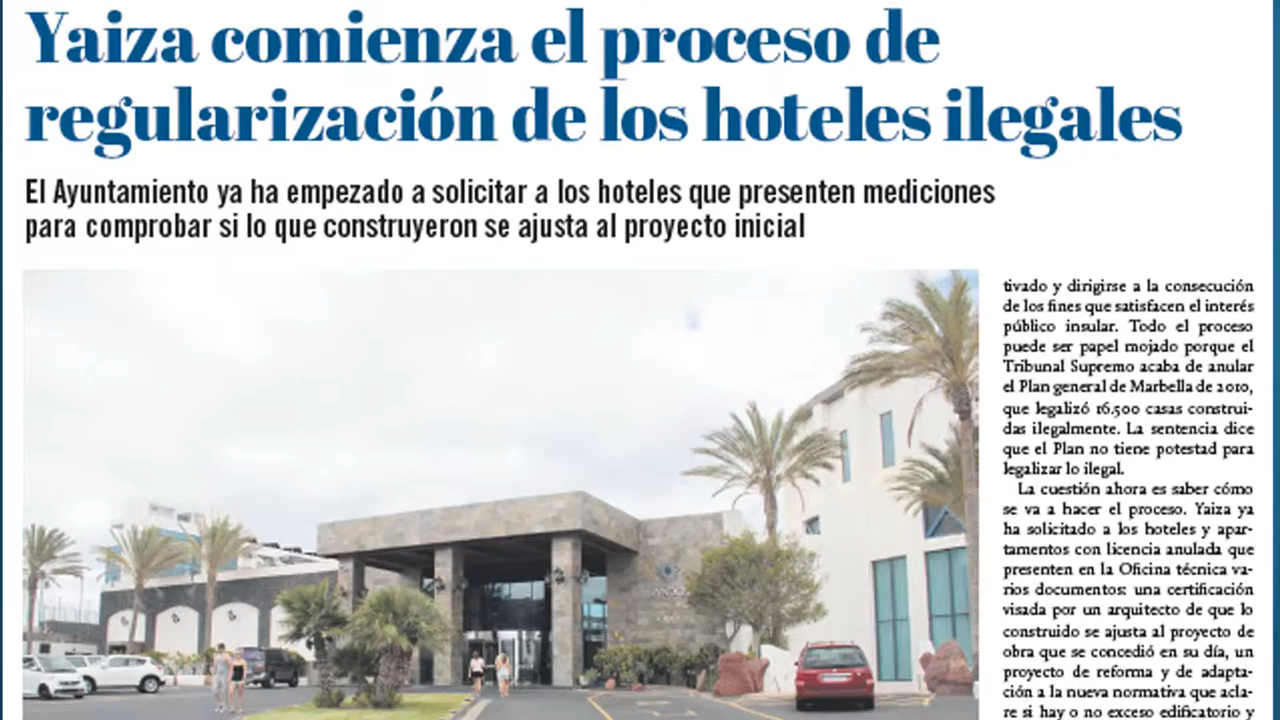 Yaiza comienza el proceso de
regularización de los hoteles ilegales
El Ayuntamiento ya ha empezado a solicitar a los hoteles que presenten mediciones
para comprobar si lo que construyeron se ajusta al proyecto inicial
tivado y dirigirse a la consecución
de los fines que satisfacen el interés
público insular. Todo el proceso
puede ser papel mojado porque el
Tribunal Supremo acaba de anular
el Plan general de Marbella de 2010,
que legalizó 16.500 casas construi-
das ilegalmente. La sentencia dice
que el Plan no tiene potestad para
legalizar lo ilegal.
La cuestión ahora es saber cómo
se va a hacer el proceso. Yaiza ya
ha solicitado a los hoteles y apar-
tamentos con licencia anulada que
presenten en la Oficina técnica va-
rios documentos: una certificación
visada por un arquitecto de que lo
construido se ajusta al proyecto de
obra que se concedió en su día, un
proyecto de reforma y de adapta-
ción a la nueva normativa que acla-
re si hay o no exceso edificatorio y